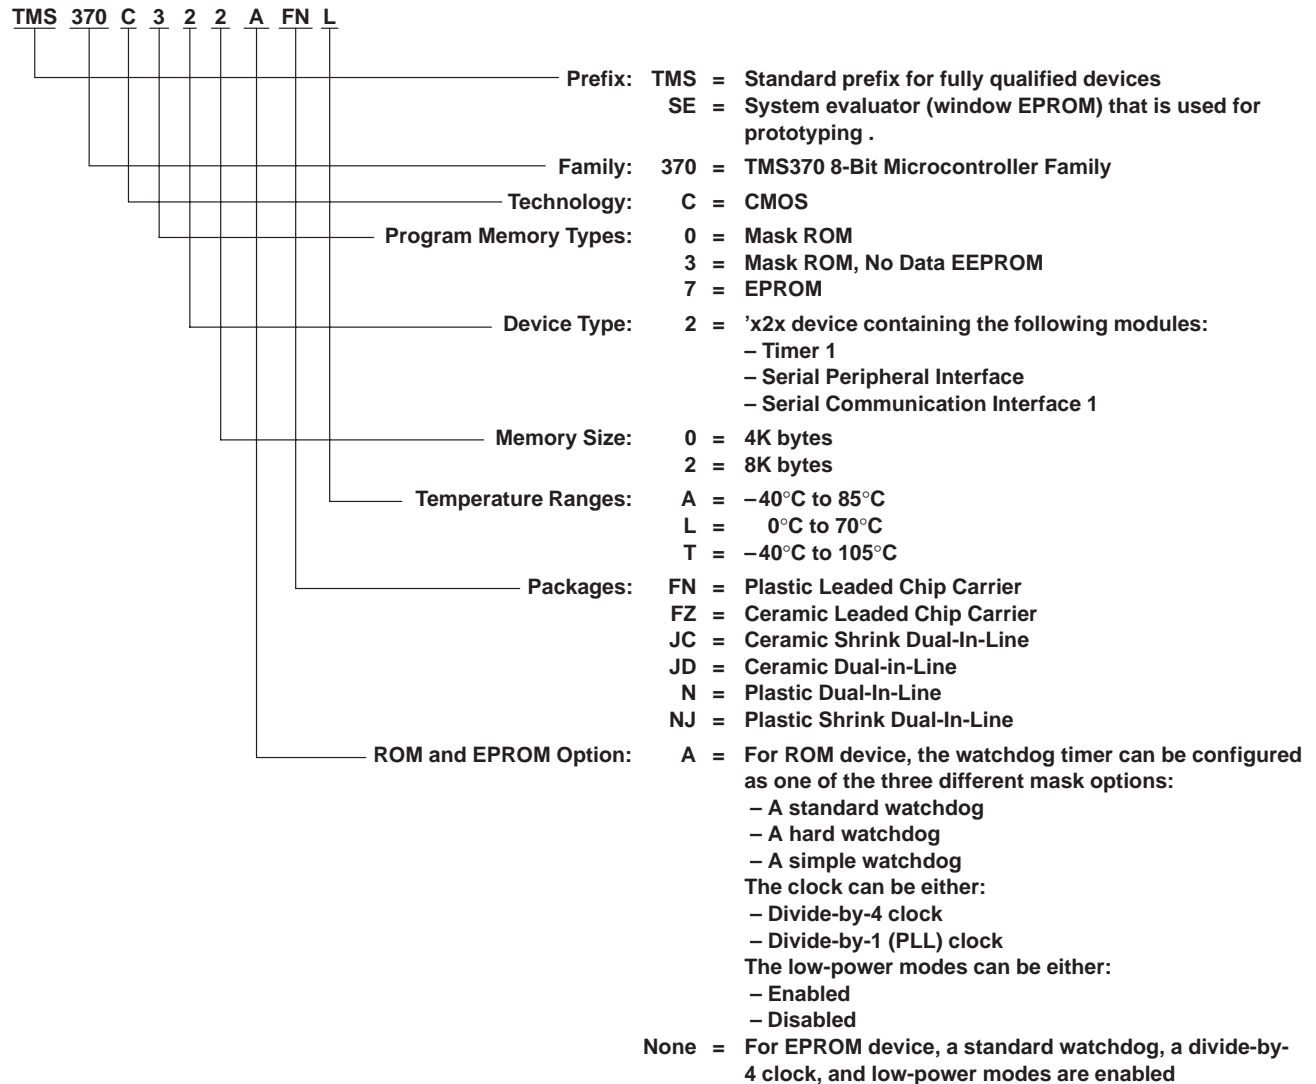 TMS 370 C 3 2 2 A FN L
Prefix: TMS = Standard prefix for fully qualified devices
SE = System evaluator (window EPROM) that is used for
prototyping .
Family: 370 = TMS370 8-Bit Microcontroller Family
Technology: C = CMOS
Program Memory Types: 0 = Mask ROM
3 = Mask ROM, No Data EEPROM
7 = EPROM
Device Type: 2 = ’x2x device containing the following modules:
– Timer 1
– Serial Peripheral Interface
– Serial Communication Interface 1
Memory Size: 0 = 4K bytes
2 = 8K bytes
Temperature Ranges: A = –40°C to 85°C
L = 0°C to 70°C
T = –40°C to 105°C
Packages: FN = Plastic Leaded Chip Carrier
FZ = Ceramic Leaded Chip Carrier
JC = Ceramic Shrink Dual-In-Line
JD = Ceramic Dual-in-Line
N = Plastic Dual-In-Line
NJ = Plastic Shrink Dual-In-Line
ROM and EPROM Option: A = For ROM device, the watchdog timer can be configured
as one of the three different mask options:
– A standard watchdog
– A hard watchdog
– A simple watchdog
The clock can be either:
– Divide-by-4 clock
– Divide-by-1 (PLL) clock
The low-power modes can be either:
– Enabled
– Disabled
None = For EPROM device, a standard watchdog, a divide-by-
4 clock, and low-power modes are enabled